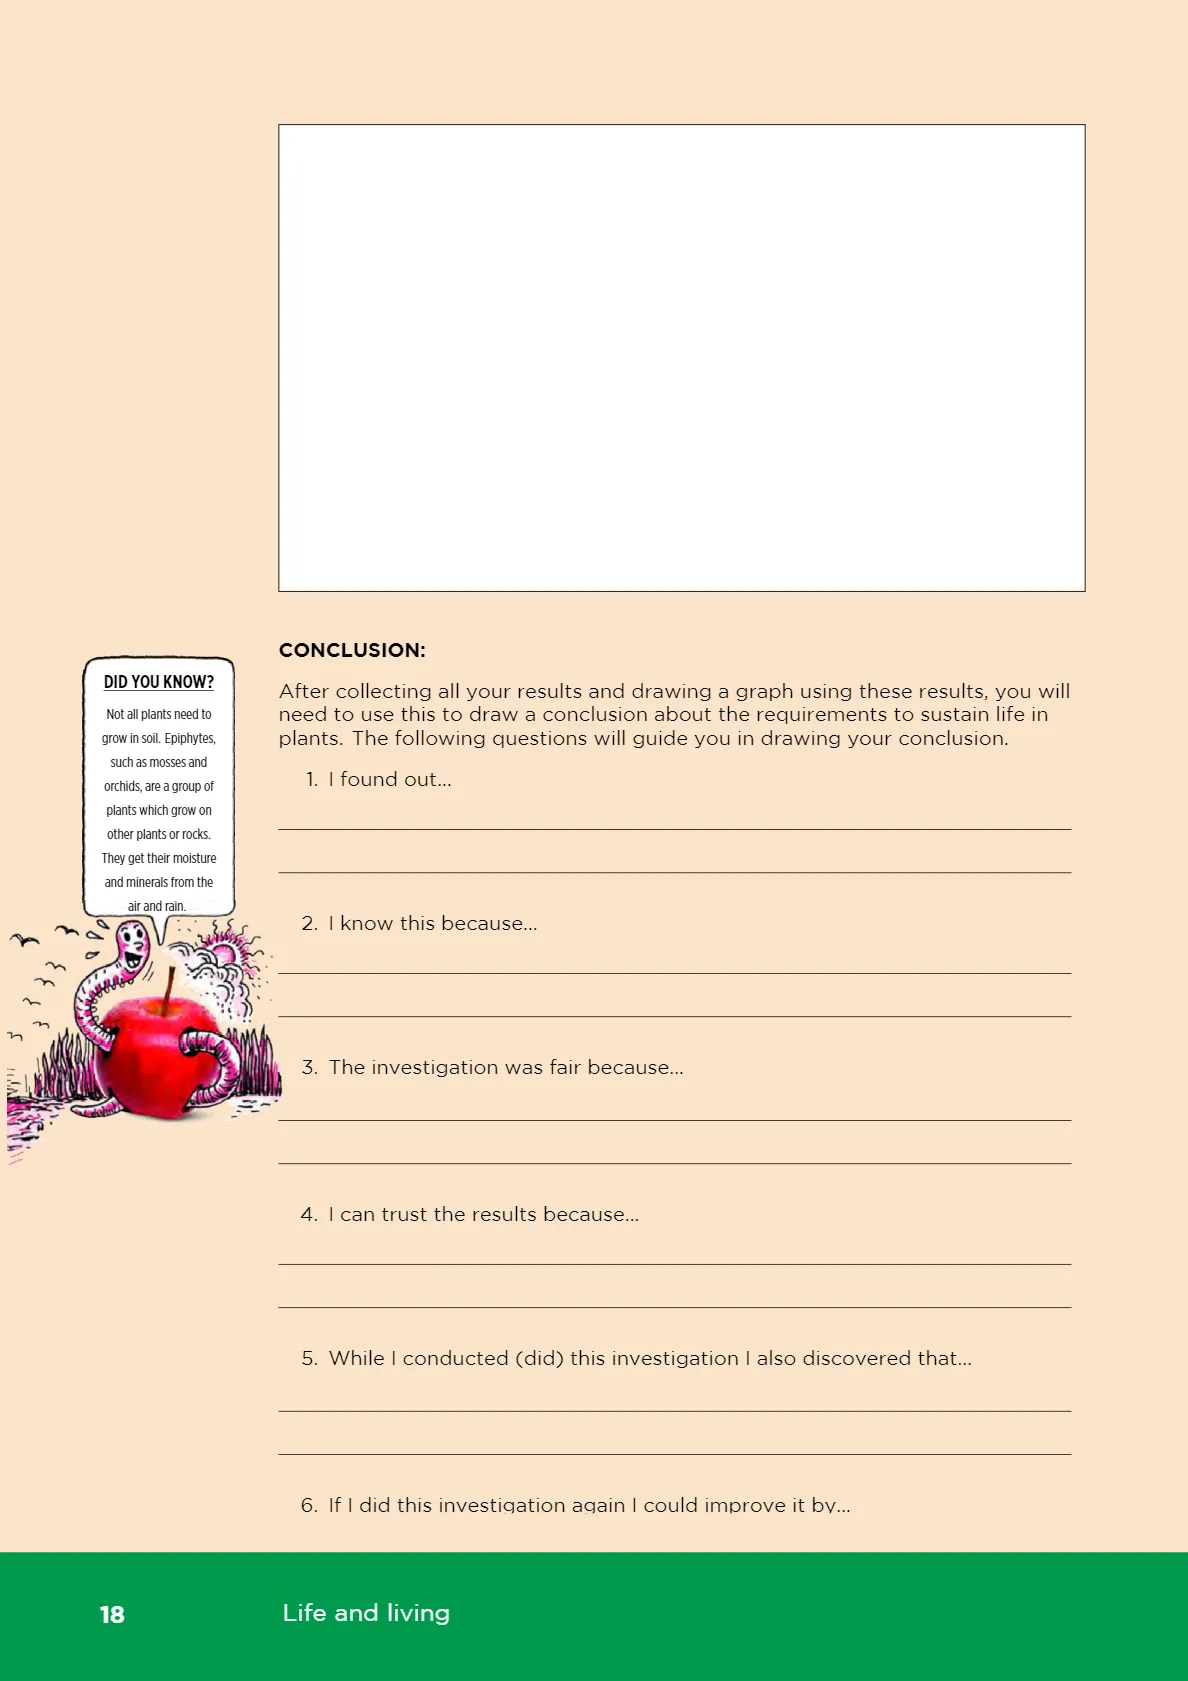 CONCLUSION:
After collecting all your results and drawing a graph using these results, you will
need to use this to draw a conclusion about the requirements to sustain life in
plants. The following questions will guide you in drawing your conclusion.
1. I found out...
2. I know this because...
3. The investigation was fair because...
4. I can trust the results because...
5. While I conducted (did) this investigation I also discovered that...
6. If I did this investigation again I could improve it by...
DID YOU KNOW?
Not all plants need to
grow in soil. Epiphytes,
such as mosses and
orchids, are a group of
plants which grow on
other plants or rocks.
They get their moisture
and minerals from the
air and rain.
18
Life and living